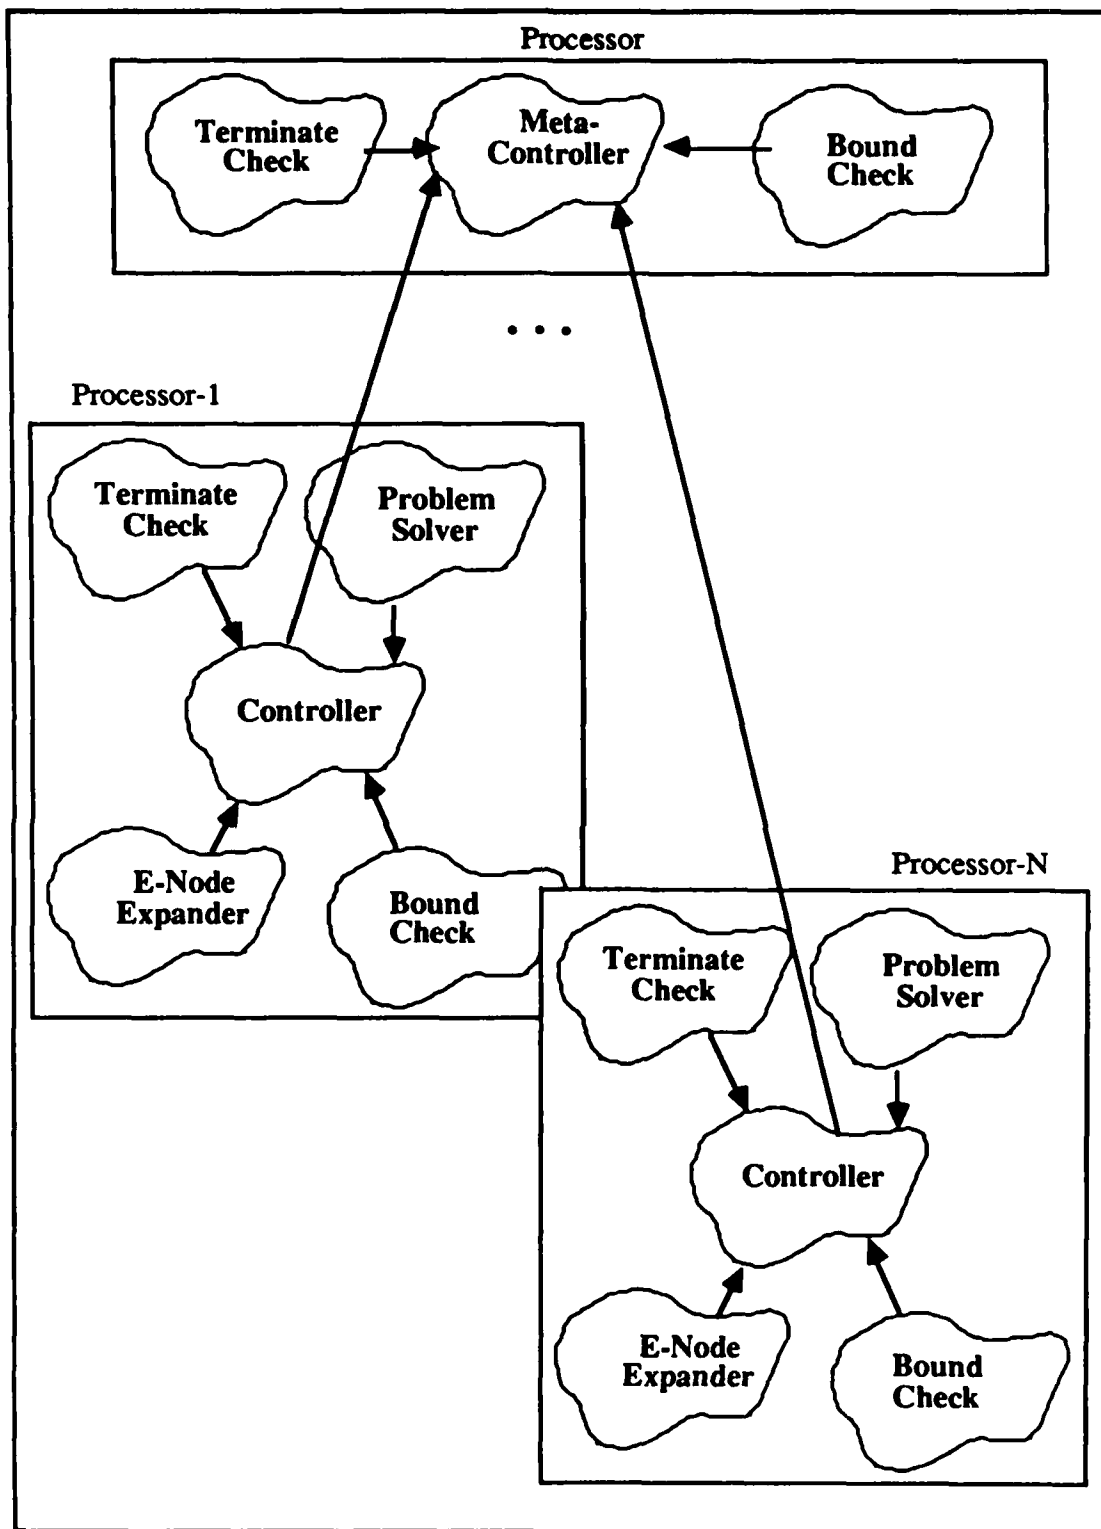 Processor
Terminate
Check
Meta-
Controller
Bound
Check
...
Processor-1
Terminate
Check
Problem
Solver
Controller
E-Node
Expander
Bound
Check
Processor-N
Terminate
Check
Problem
Solver
Controller
E-Node
Expander
Bound
Check